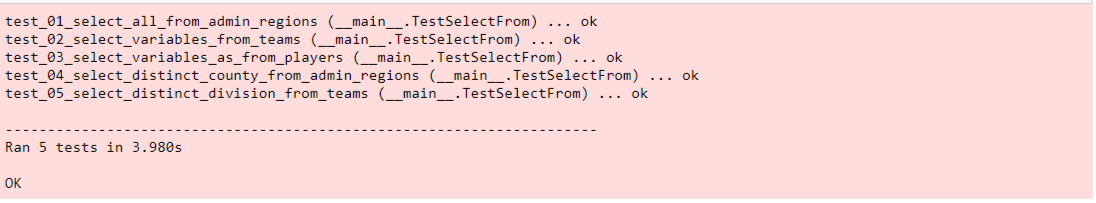 test_01_select_all_from_admin_regions (__main__.TestSelectFrom) ... ok
test_02_select_variables_from_teams (__main__.TestSelectFrom) ... ok
test_03_select_variables_as_from_players (__main__.TestSelectFrom) ... ok
test_04_select_distinct_county_from_admin_regions (__main__.TestSelectFrom) ... ok
test_05_select_distinct_division_from_teams (__main__.TestSelectFrom) ... ok
----------------------------------------------------------------------
Ran 5 tests in 3.980s
OK